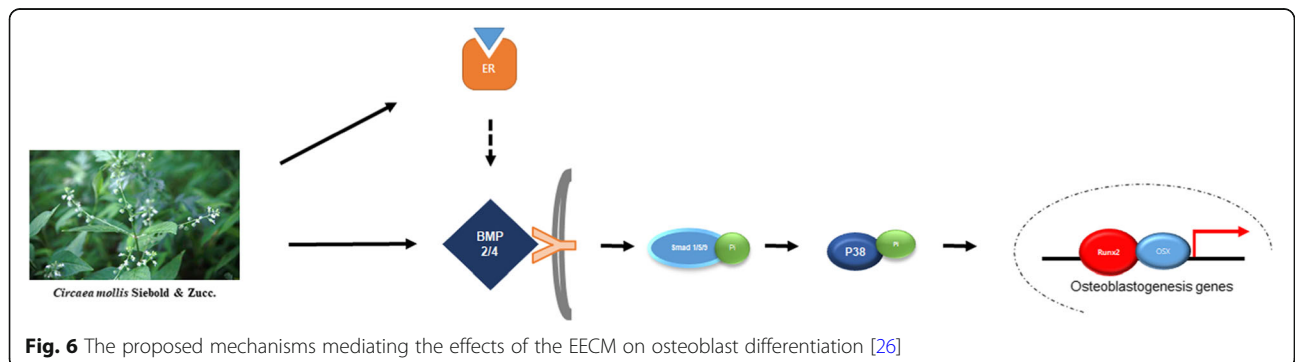 ER
BMP
2/4
Smad 1/5/9
Pi
P38
Pi
Runx2
OSX
Osteoblastogenesis genes
Circaea mollis Siebold & Zucc.
Fig. 6 The proposed mechanisms mediating the effects of the EECM on osteoblast differentiation [26]